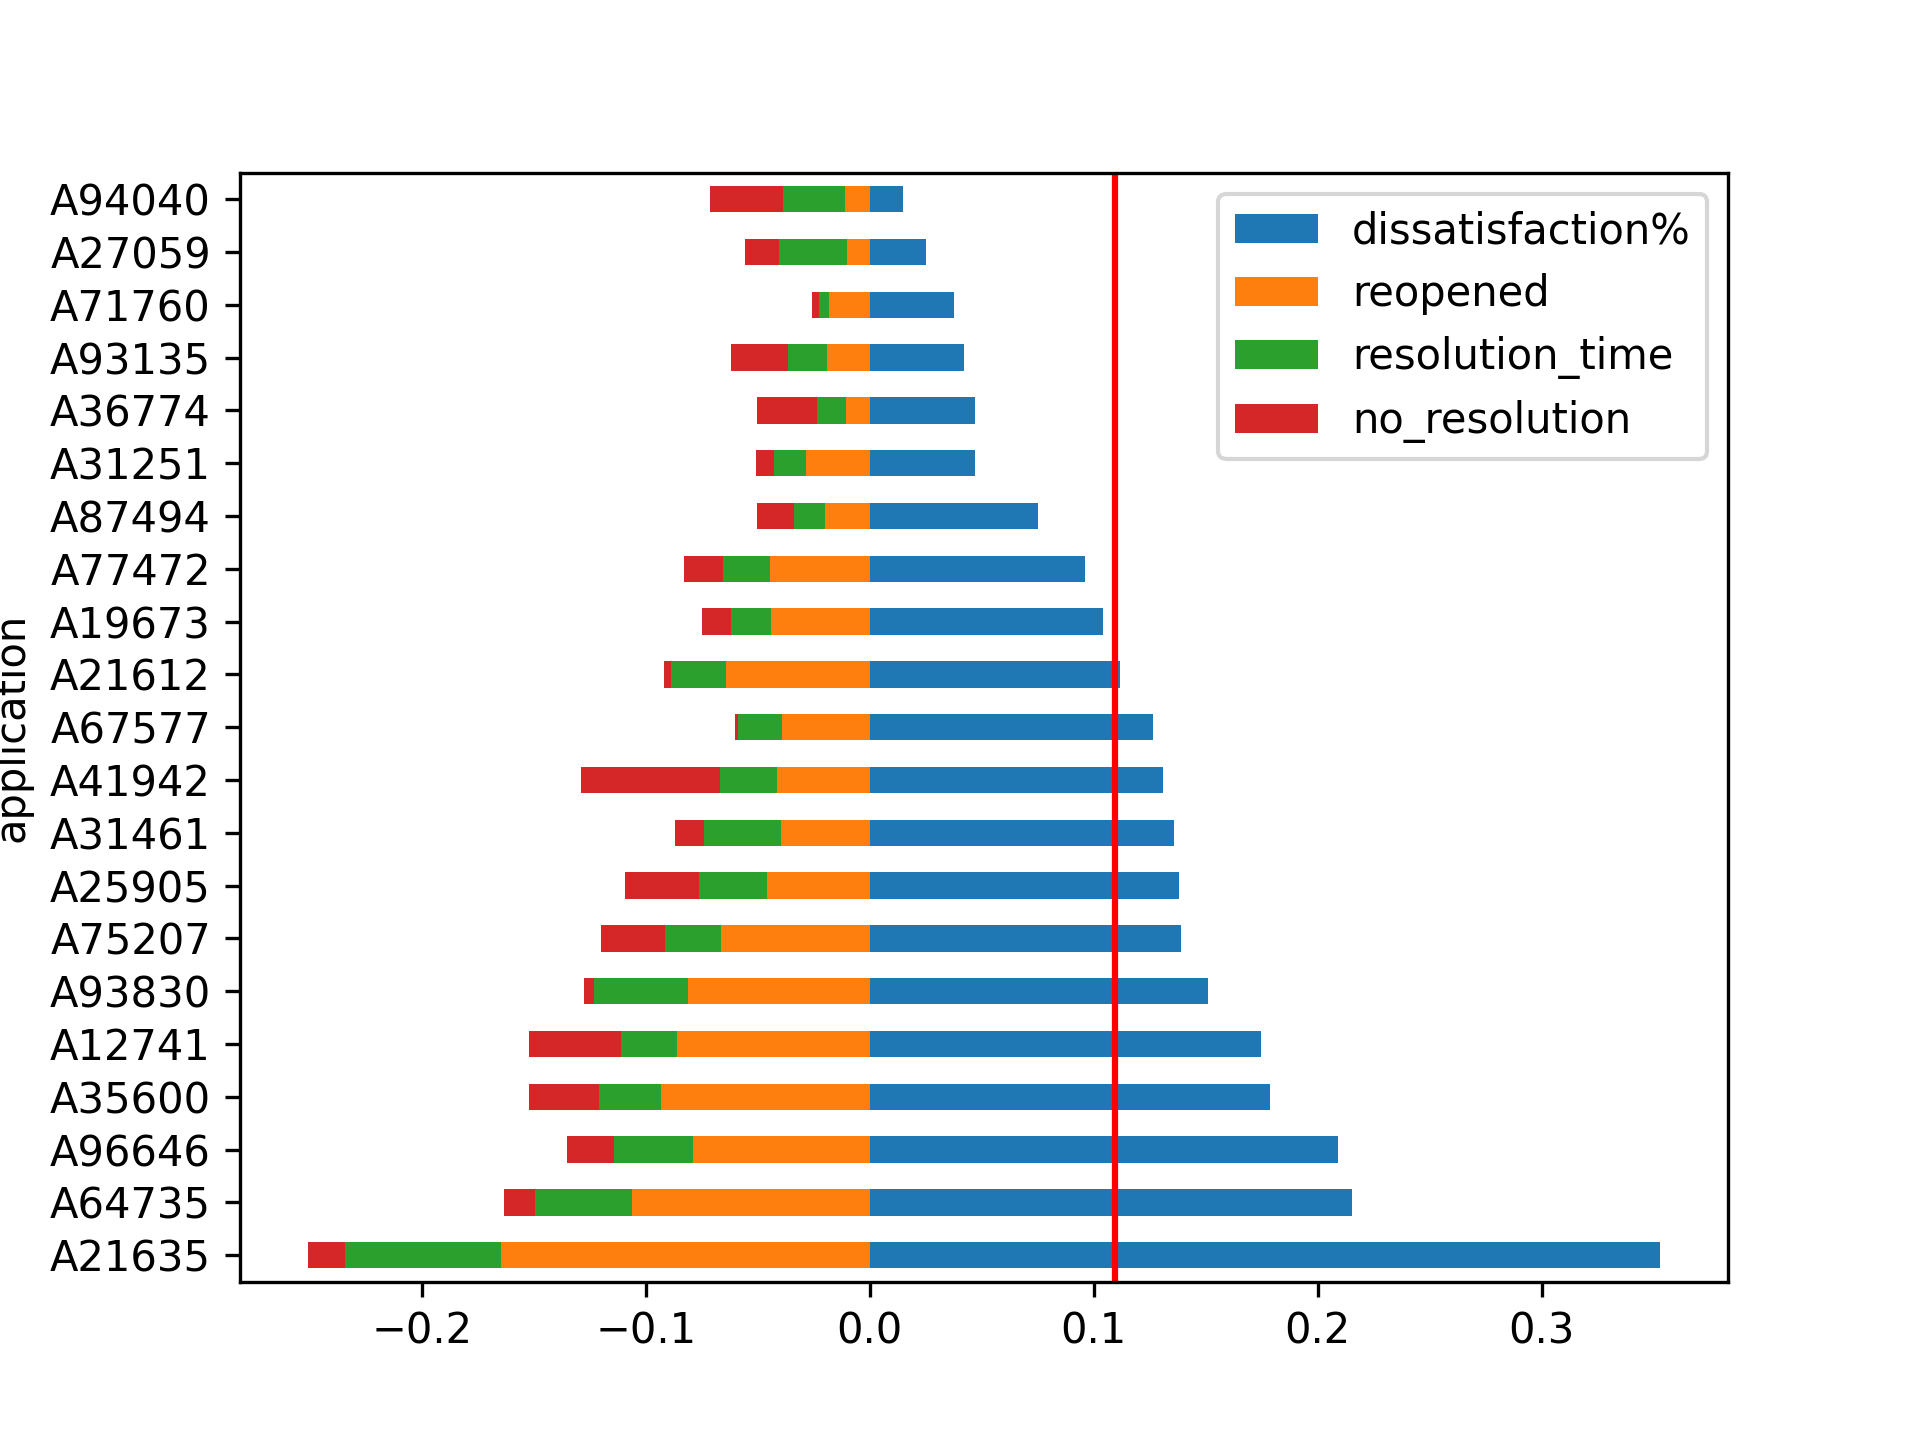 application
A94040
A27059
A71760
A93135
A36774
A31251
A87494
A77472
A19673
A21612
A67577
A41942
A31461
A25905
A75207
A93830
A12741
A35600
A96646
A64735
A21635
−0.2 −0.1 0.0 0.1 0.2 0.3
dissatisfaction%
reopened
resolution_time
no_resolution